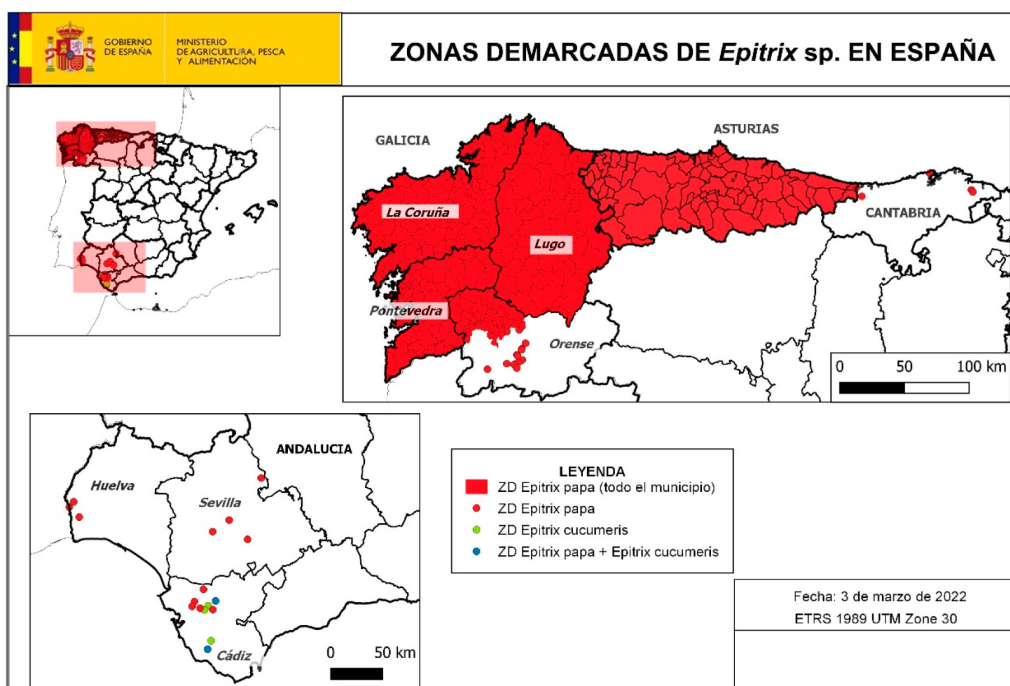 GOBIERNO
DE ESPAÑA
MINISTERIO
DE AGRICULTURA, PESCA
Y ALIMENTACIÓN
ZONAS DEMARCADAS DE Epitrix sp. EN ESPAÑA
GALICIA
ASTURIAS
La Coruña
Lugo
CANTABRIA
Pontevedra
Orense
0 50 100 km
ANDALUCIA
Huelva
Sevilla
Cádiz
0 50 km
LEYENDA
ZD Epitrix papa (todo el municipio)
ZD Epitrix papa
ZD Epitrix cucumeris
ZD Epitrix papa + Epitrix cucumeris
Fecha: 3 de marzo de 2022
ETRS 1989 UTM Zone 30